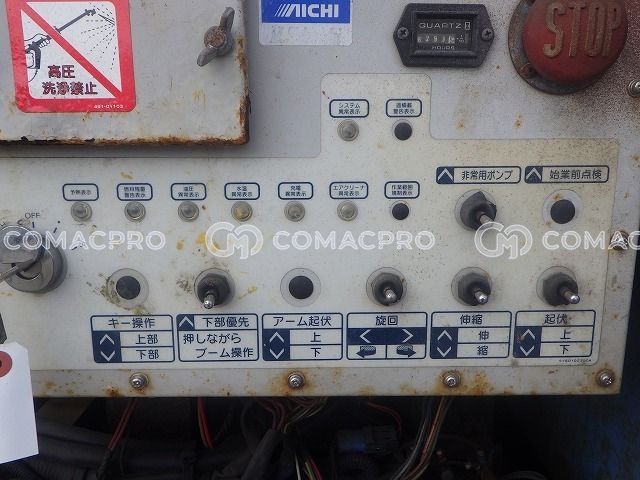 AICHI
QUARTZ
HOURS
STOP
高圧
洗浄禁止
システム
異常表示
過積載
警告表示
予熱表示
燃料残量
警告表示
油圧
異常表示
水温
異常表示
充電
異常表示
エアクリーナ
異常表示
作業範囲
規制表示
非常用ポンプ
始業前点検
OFF
COMACPRO
COMACPRO
COMACPRO
キー操作
上部
下部
下部優先
押しながら
ブーム操作
アーム起伏
上
下
旋回
伸縮
伸
縮
起伏
上
下